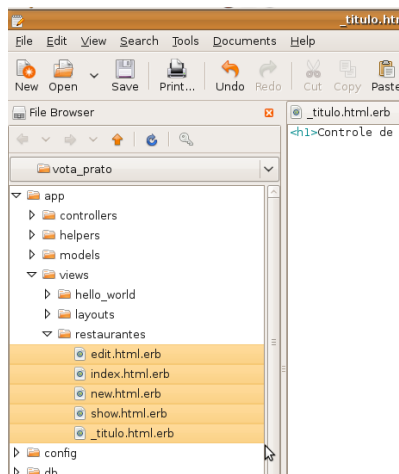 _titulo.htm
File Edit View Search Tools Documents Help
New Open Save Print... Undo Redo Cut Copy Paste
File Browser
_titulo.html.erb
<h1>Controle de
vota_prato
app
controllers
helpers
models
views
hello_world
layouts
restaurantes
edit.html.erb
index.html.erb
new.html.erb
show.html.erb
_titulo.html.erb
config
db